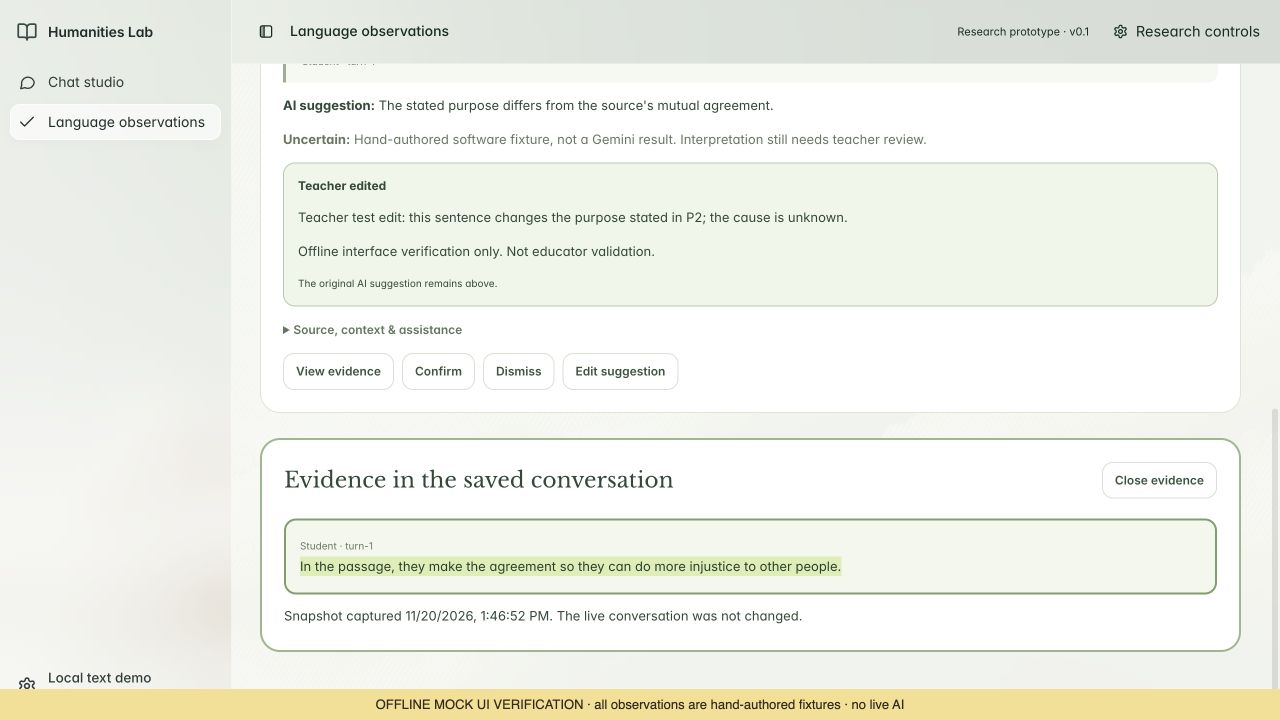 Humanities Lab
Chat studio
Language observations
Local text demo
Language observations
Research prototype · v0.1
Research controls
AI suggestion: The stated purpose differs from the source's mutual agreement.
Uncertain: Hand-authored software fixture, not a Gemini result. Interpretation still needs teacher review.
Teacher edited
Teacher test edit: this sentence changes the purpose stated in P2; the cause is unknown.
Offline interface verification only. Not educator validation.
The original AI suggestion remains above.
Source, context & assistance
View evidence
Confirm
Dismiss
Edit suggestion
Evidence in the saved conversation
Close evidence
Student · turn-1
In the passage, they make the agreement so they can do more injustice to other people.
Snapshot captured 11/20/2026, 1:46:52 PM. The live conversation was not changed.
OFFLINE MOCK UI VERIFICATION · all observations are hand-authored fixtures · no live AI